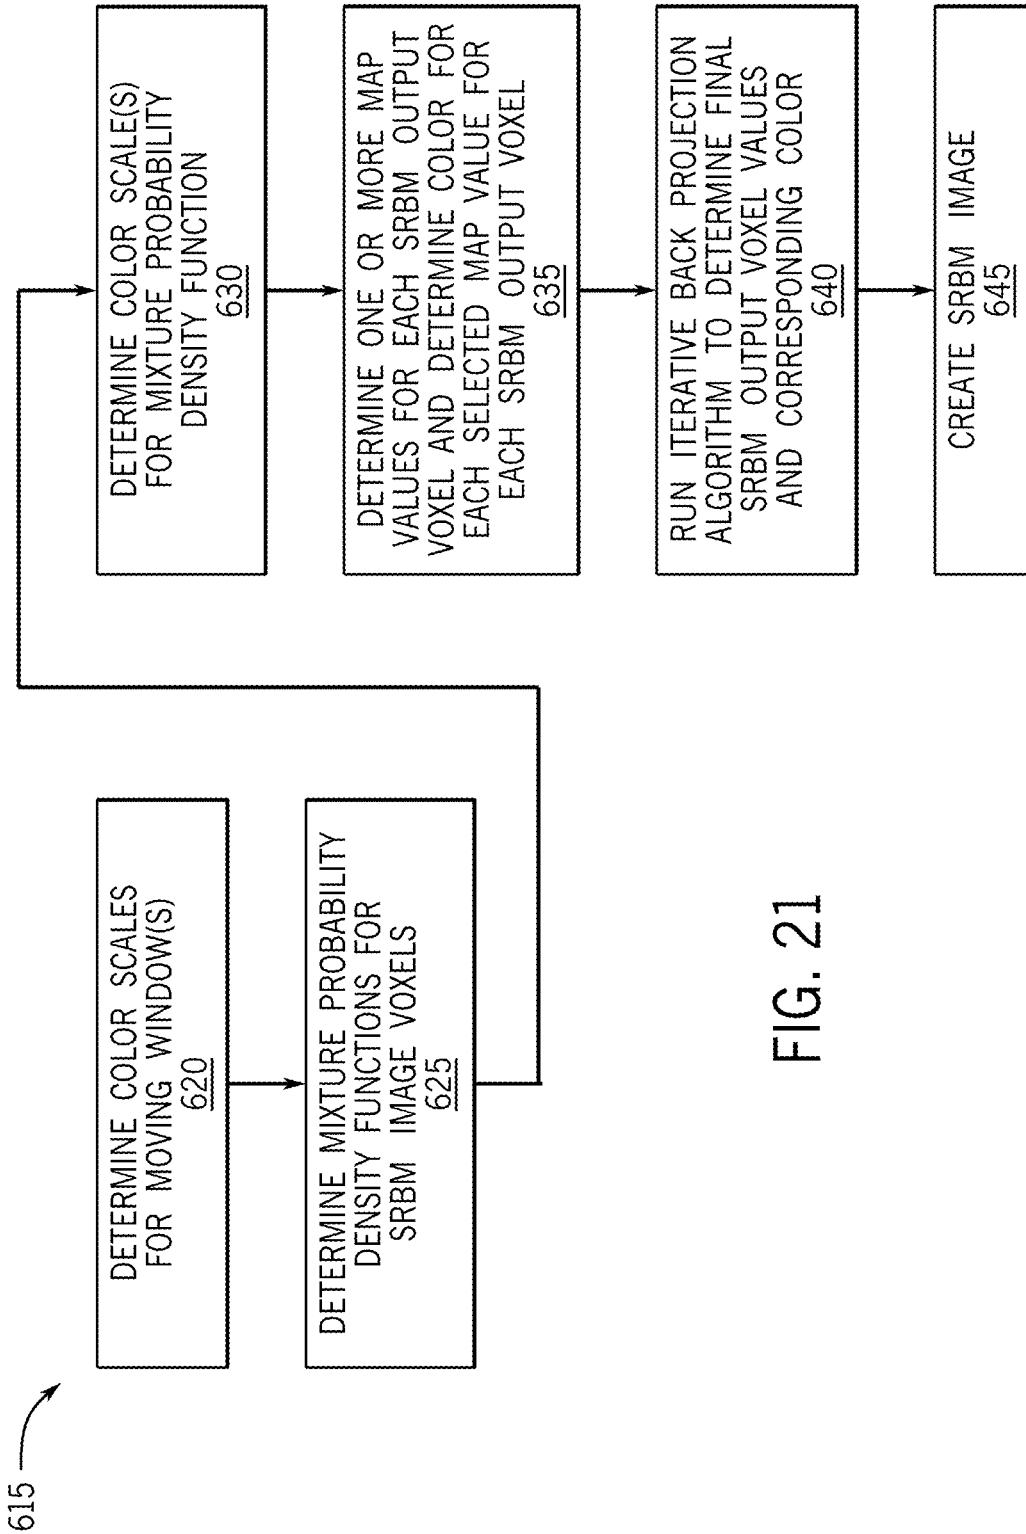 615
DETERMINE COLOR SCALES
FOR MOVING WINDOW(S)
620
DETERMINE MIXTURE PROBABILITY
DENSITY FUNCTIONS FOR
SRBM IMAGE VOXELS
625
DETERMINE COLOR SCALE(S)
FOR MIXTURE PROBABILITY
DENSITY FUNCTION
630
DETERMINE ONE OR MORE MAP
VALUES FOR EACH SRBM OUTPUT
VOXEL AND DETERMINE COLOR FOR
EACH SELECTED MAP VALUE FOR
EACH SRBM OUTPUT VOXEL
635
RUN ITERATIVE BACK PROJECTION
ALGORITHM TO DETERMINE FINAL
SRBM OUTPUT VOXEL VALUES
AND CORRESPONDING COLOR
640
CREATE SRBM IMAGE
645
FIG. 21